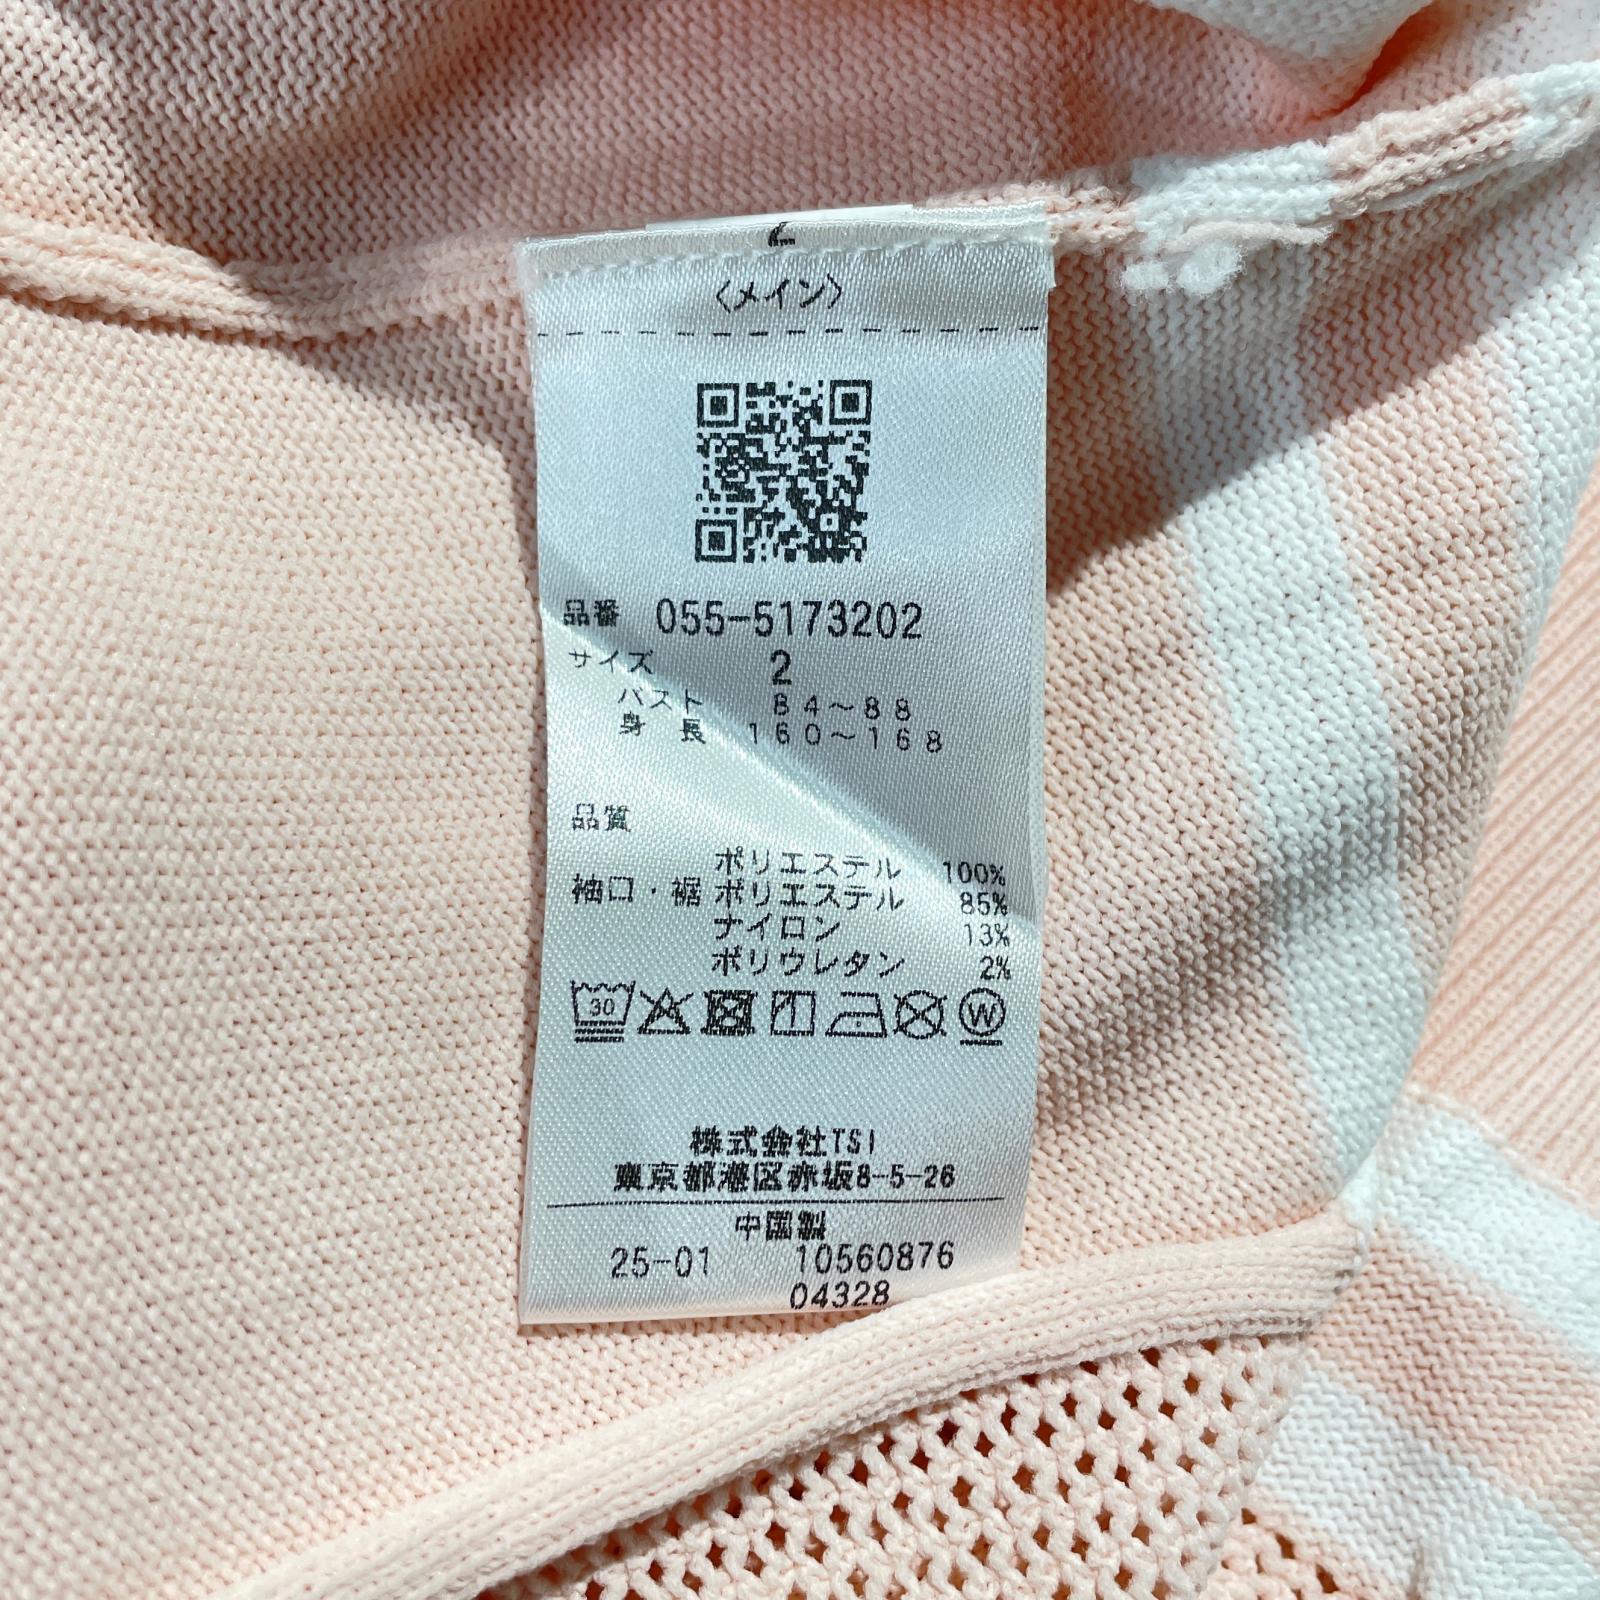 2
〈メイン〉
品番 055-5173202
サイズ 2
バスト 84〜88
身長 160〜168
品質
ポリエステル 100%
袖口・裾 ポリエステル 85%
ナイロン 13%
ポリウレタン 2%
30
W
株式会社TSI
東京都港区赤坂8-5-26
中国製
25-01 10560876
04328